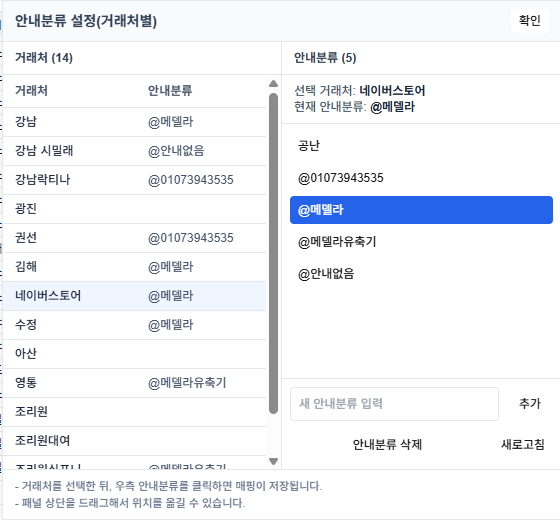 안내분류 설정(거래처별)
확인
거래처 (14)
안내분류 (5)
거래처 안내분류
강남 @메델라
강남 시밀래 @안내없음
강남락티나 @01073943535
광진
권선 @01073943535
김해 @메델라
네이버스토어 @메델라
수정 @메델라
아산
영통 @메델라유축기
조리원
조리원대여
선택 거래처: 네이버스토어
현재 안내분류: @메델라
공난
@01073943535
@메델라
@메델라유축기
@안내없음
새 안내분류 입력
추가
안내분류 삭제
새로고침
- 거래처를 선택한 뒤, 우측 안내분류를 클릭하면 매핑이 저장됩니다.
- 패널 상단을 드래그해서 위치를 옮길 수 있습니다.